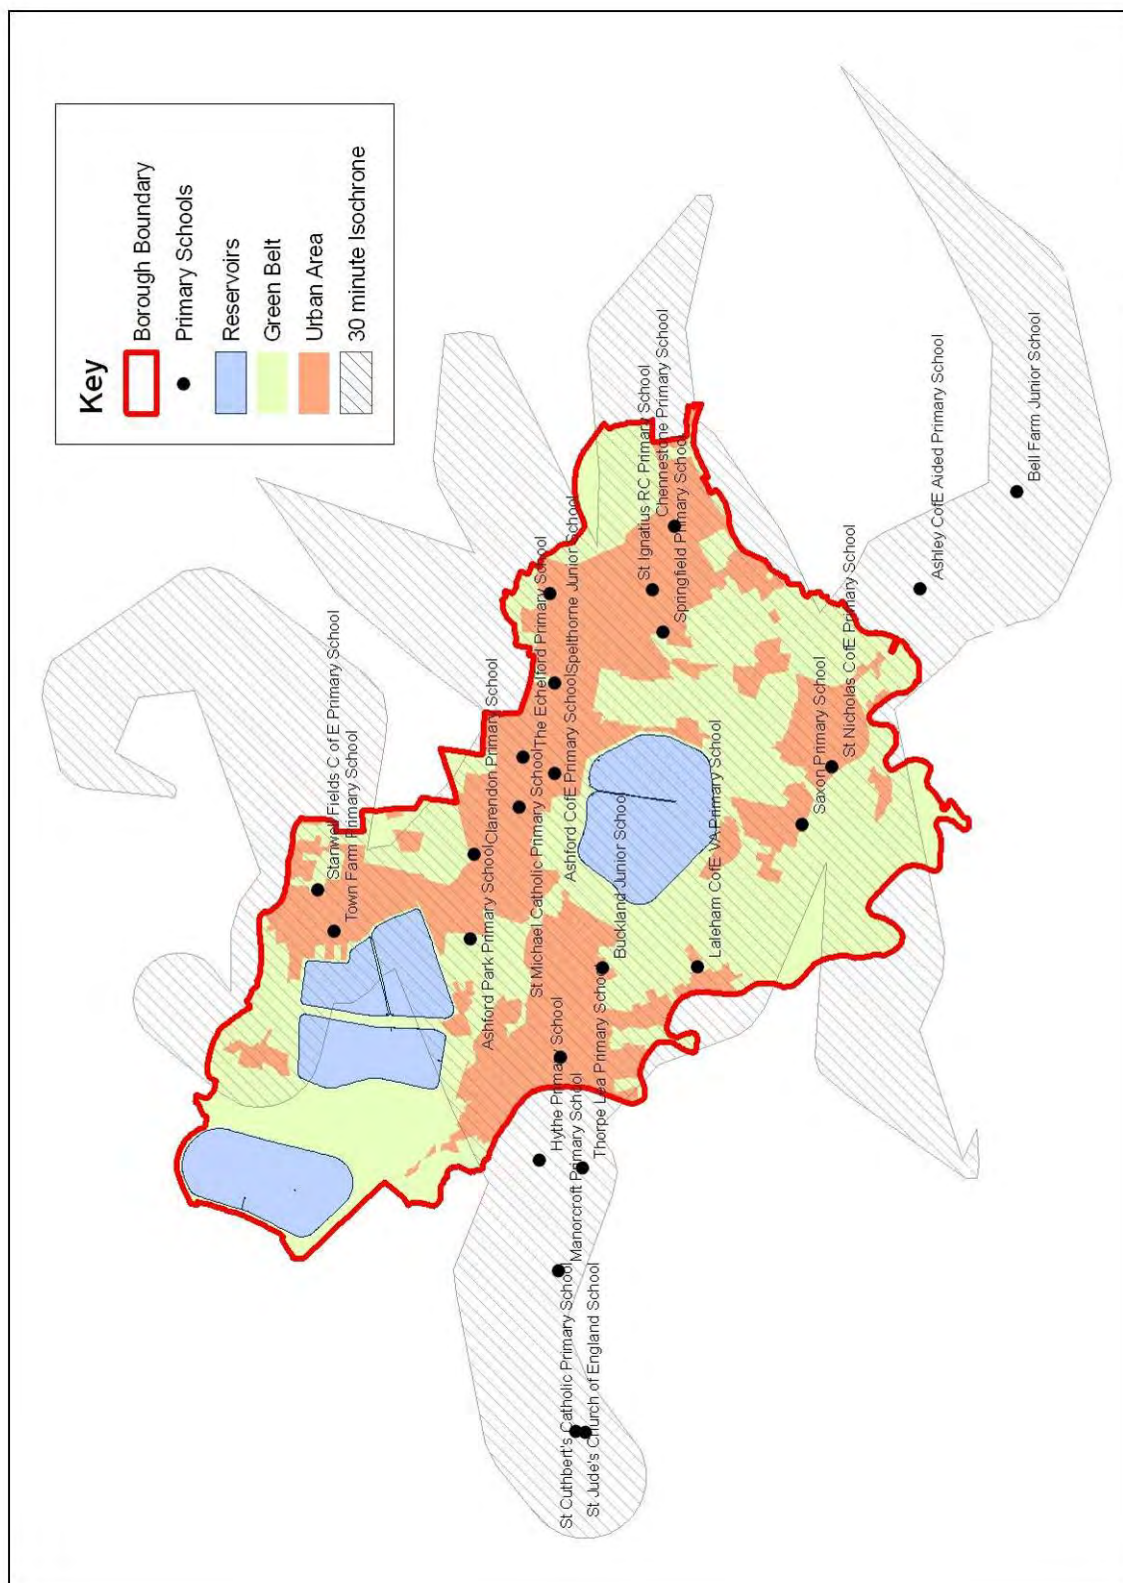 Key
Borough Boundary
Primary Schools
Reservoirs
Green Belt
Urban Area
30 minute Isochrone
Stanwell Fields C of E Primary School
Town Farm Primary School
Clarendon Primary School
Ashford Park Primary School
The Echelford Primary School
St Michael Catholic Primary School
Spelthorne Junior School
Ashford CofE Primary School
Hythe Primary School
Manorcroft Primary School
Thorpe Lea Primary School
Buckland Junior School
St Cuthbert's Catholic Primary School
St Jude's Church of England School
St Ignatius RC Primary School
Chennestone Primary School
Springfield Primary School
Laleham CofE VA Primary School
Saxon Primary School
St Nicholas CofE Primary School
Ashley CofE Aided Primary School
Bell Farm Junior School